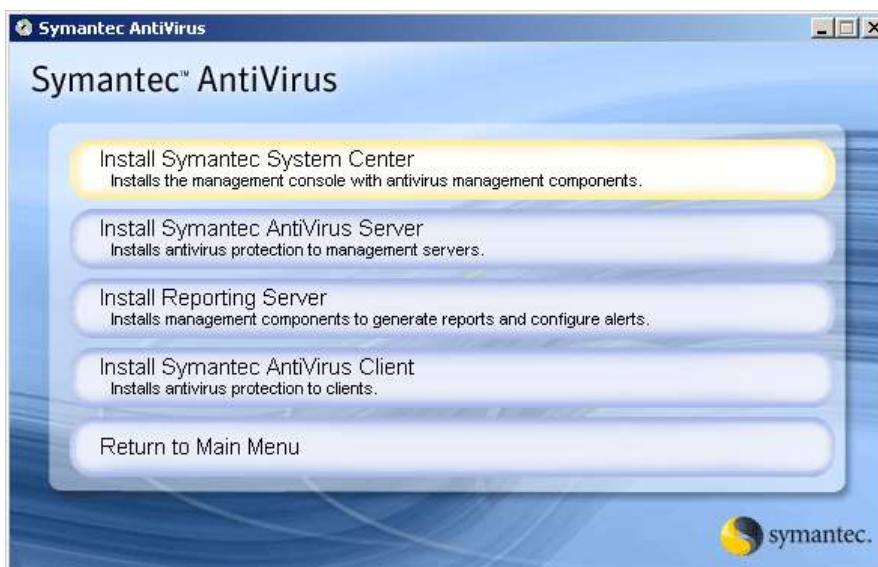 Symantec AntiVirus
Symantec™ AntiVirus
Install Symantec System Center
Installs the management console with antivirus management components.
Install Symantec AntiVirus Server
Installs antivirus protection to management servers.
Install Reporting Server
Installs management components to generate reports and configure alerts.
Install Symantec AntiVirus Client
Installs antivirus protection to clients.
Return to Main Menu
symantec.